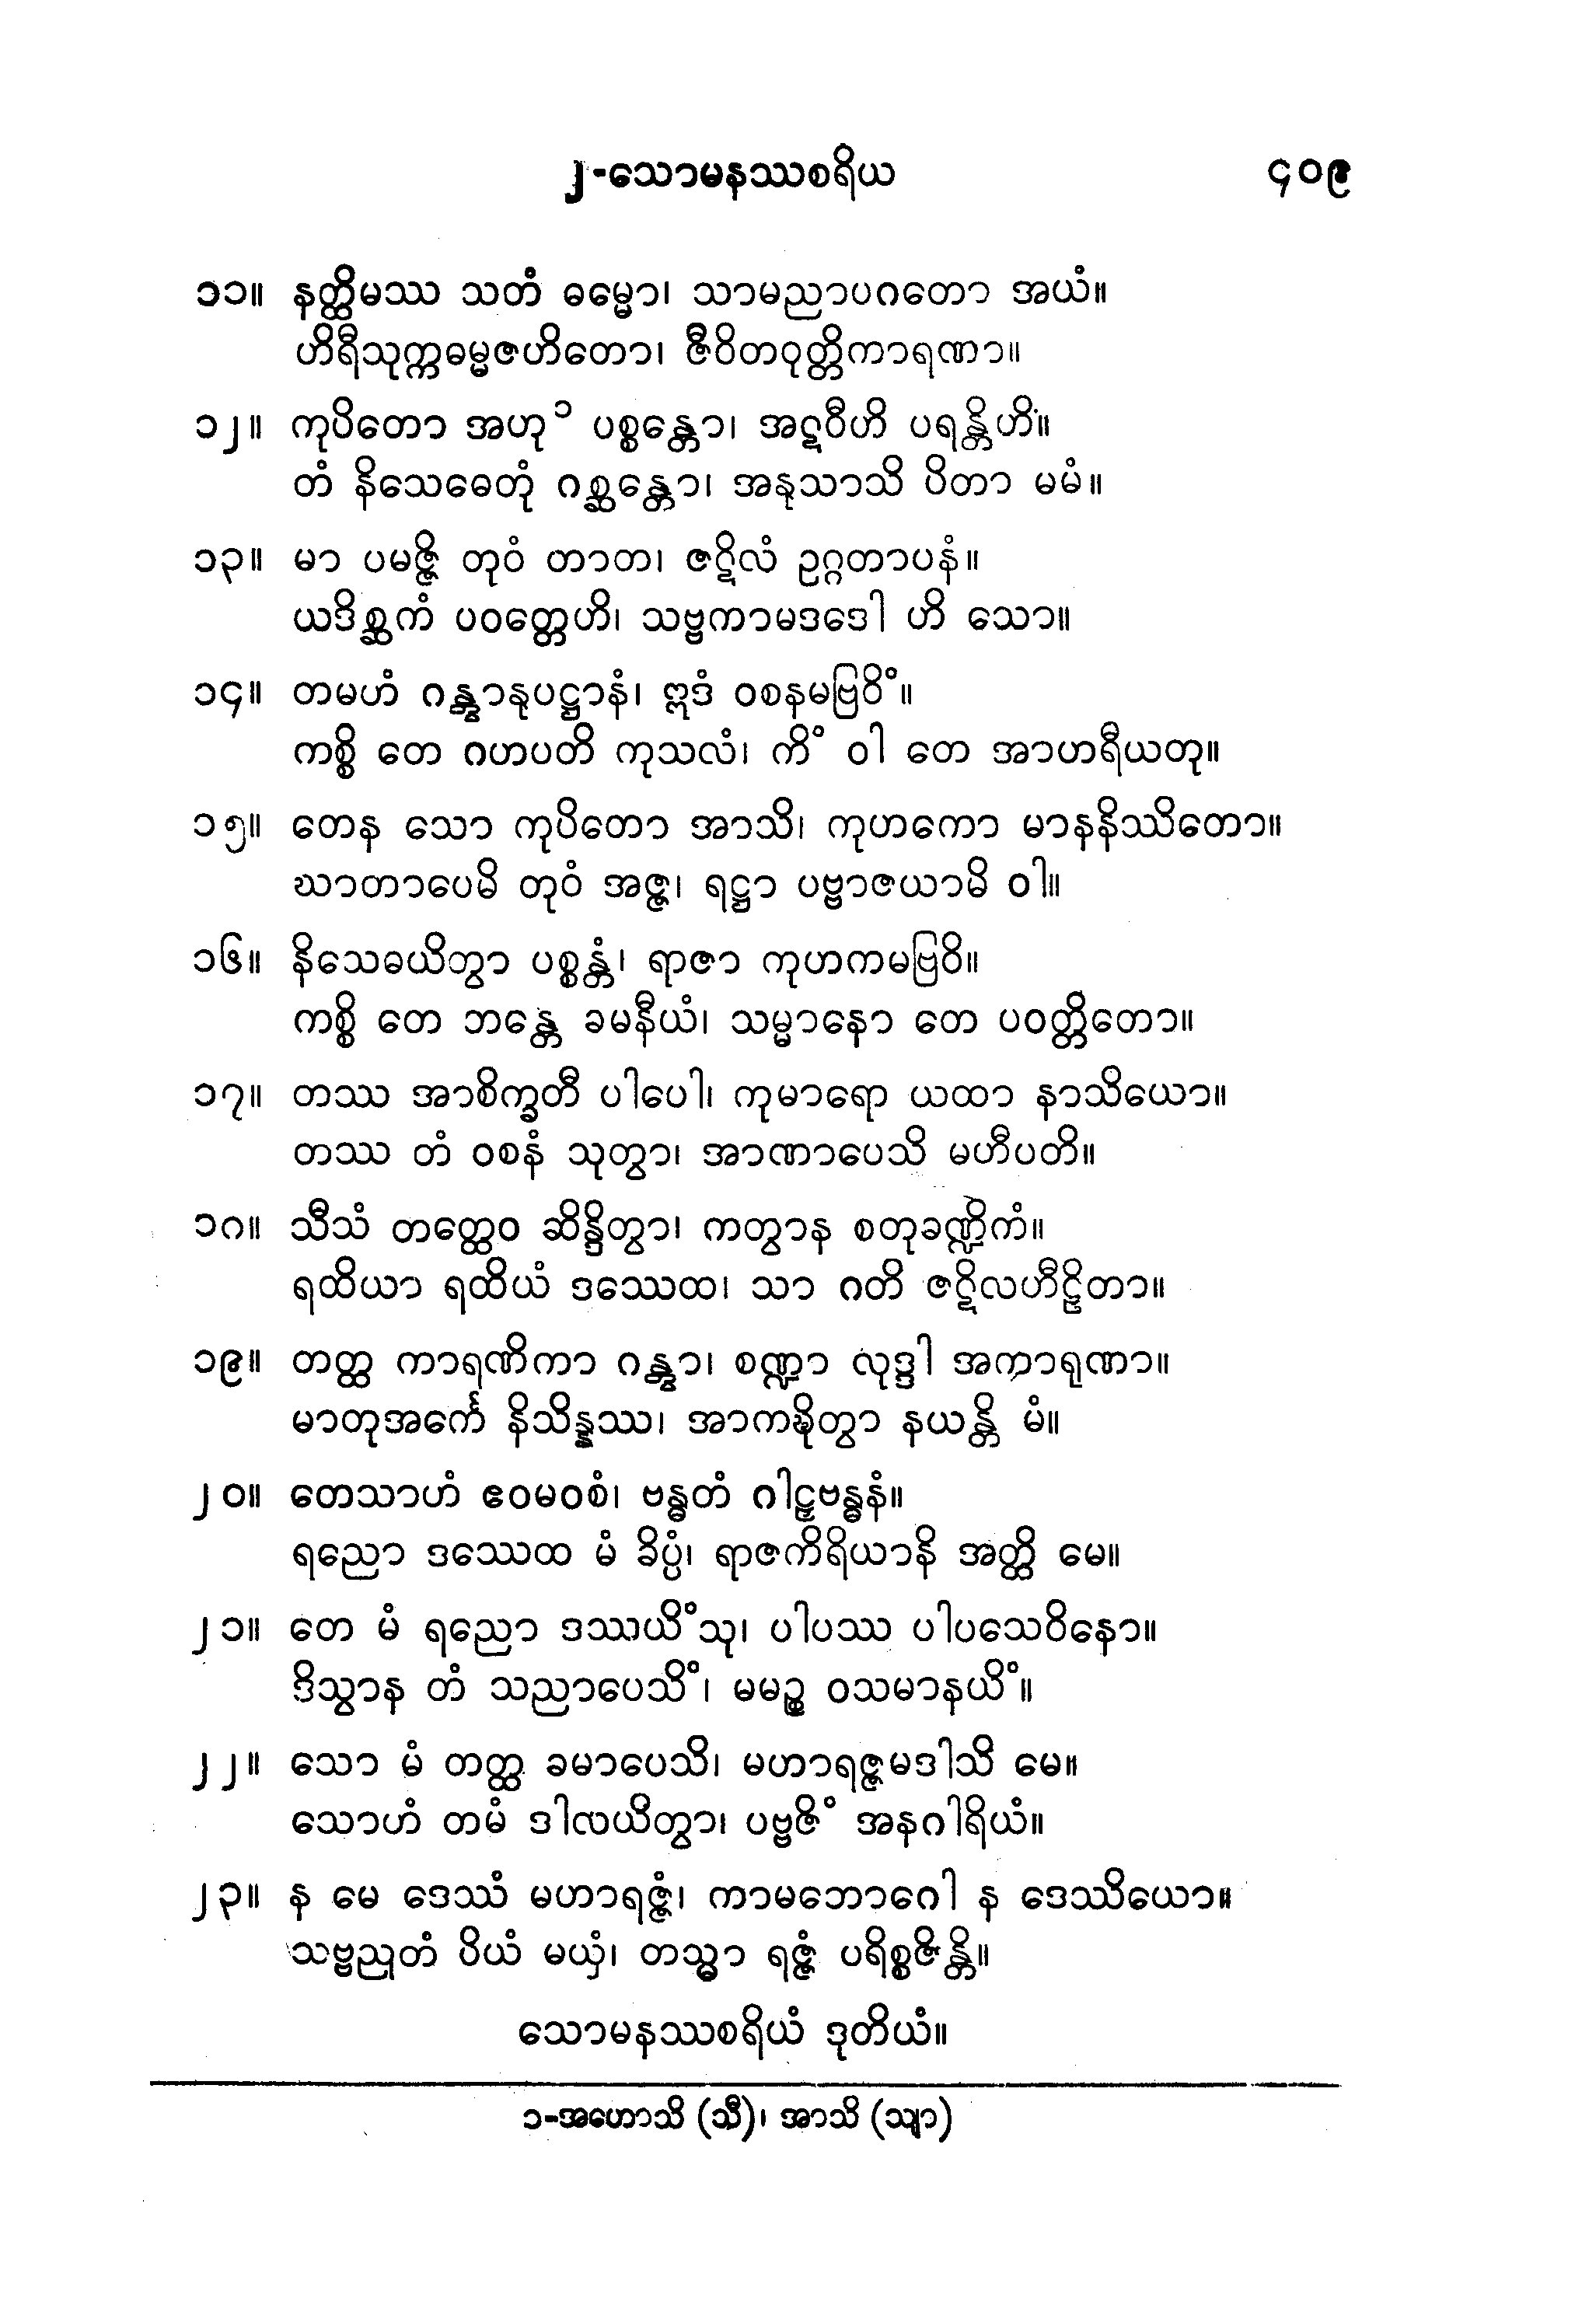 ၂-သောမနဿစရိယ ၄၀၉
၁၁။ နတ္ထိမဿ သတံ ဓမ္မော၊ သာမညာပဂတော အယံ။
ဟိရီသုက္ကဓမ္မဇဟိတော၊ ဇီဝိတဝုတ္တိကာရဏာ။
၁၂။ ကုပိတော အဟု ၁ ပစ္စန္တော၊ အဋဝီဟိ ပရန္တိဟိ။
တံ နိသေဓေတုံ ဂစ္ဆန္တော၊ အနုသာသိ ပိတာ မမံ။
၁၃။ မာ ပမဇ္ဇိ တုဝံ တာတ၊ ဇဋိလံ ဥဂ္ဂတာပနံ။
ယဒိစ္ဆကံ ပဝတ္တေဟိ၊ သဗ္ဗကာမဒဒေါ ဟိ သော။
၁၄။ တမဟံ ဂန္တွာနုပဋ္ဌာနံ၊ ဣဒံ ဝစနမဗြဝိံ။
ကစ္စိ တေ ဂဟပတိ ကုသလံ၊ ကိံ ဝါ တေ အာဟရီယတု။
၁၅။ တေန သော ကုပိတော အာသိ၊ ကုဟကော မာနနိဿိတော။
ဃာတာပေမိ တုဝံ အဇ္ဇ၊ ရဋ္ဌာ ပဗ္ဗာဇယာမိ ဝါ။
၁၆။ နိသေဓယိတွာ ပစ္စန္တံ၊ ရာဇာ ကုဟကမဗြဝိ။
ကစ္စိ တေ ဘန္တေ ခမနီယံ၊ သမ္မာနော တေ ပဝတ္တိတော။
၁၇။ တဿ အာစိက္ခတီ ပါပေါ၊ ကုမာရော ယထာ နာသိယော။
တဿ တံ ဝစနံ သုတွာ၊ အာဏာပေသိ မဟီပတိ။
၁၈။ သီသံ တတ္ထေဝ ဆိန္ဒိတွာ၊ ကတွာန စတုခဏ္ဍိကံ။
ရထိယာ ရထိယံ ဒဿေထ၊ သာ ဂတိ ဇဋိလဟီဠိတာ။
၁၉။ တတ္ထ ကာရဏိကာ ဂန္တွာ၊ စဏ္ဍာ လုဒ္ဒါ အကာရုဏာ။
မာတုအင်္ကေ နိသိန္နဿ၊ အာကဍ္ဎိတွာ နယန္တိ မံ။
၂၀။ တေသာဟံ ဧဝမဝစံ၊ ဗန္ဓတံ ဂါဠှဗန္ဓနံ။
ရညော ဒဿေထ မံ ခိပ္ပံ၊ ရာဇကိရိယာနိ အတ္ထိ မေ။
၂၁။ တေ မံ ရညော ဒဿယိံသု၊ ပါပဿ ပါပသေဝိနော။
ဒိသွာန တံ သညာပေသိံ၊ မမဉ္စ ဝသမာနယိံ။
၂၂။ သော မံ တတ္ထ ခမာပေသိ၊ မဟာရဇ္ဇမဒါသိ မေ။
သောဟံ တမံ ဒါလယိတွာ၊ ပဗ္ဗဇိံ အနဂါရိယံ။
၂၃။ န မေ ဒေဿံ မဟာရဇ္ဇံ၊ ကာမဘောဂေါ န ဒေဿိယော။
သဗ္ဗညုတံ ပိယံ မယှံ၊ တသ္မာ ရဇ္ဇံ ပရိစ္စဇိန္တိ။
သောမနဿစရိယံ ဒုတိယံ။
၁-အဟောသိ (သီ)၊ အာသိ (သျာ)